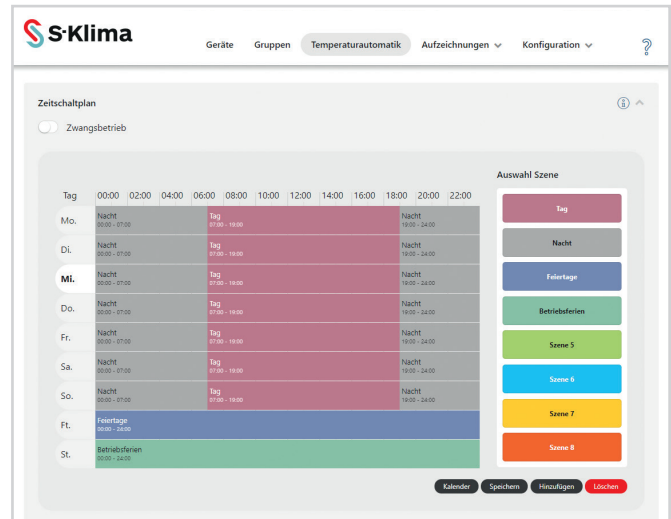 S·Klima
Geräte Gruppen Temperaturautomatik Aufzeichnungen Konfiguration ?
Zeitschaltplan
Zwangsbetrieb
Auswahl Szene
Tag 00:00 02:00 04:00 06:00 08:00 10:00 12:00 14:00 16:00 18:00 20:00 22:00
Mo. Nacht Tag Nacht
00:00 - 07:00 07:00 - 19:00 19:00 - 24:00
Di. Nacht Tag Nacht
00:00 - 07:00 07:00 - 19:00 19:00 - 24:00
Mi. Nacht Tag Nacht
00:00 - 07:00 07:00 - 19:00 19:00 - 24:00
Do. Nacht Tag Nacht
00:00 - 07:00 07:00 - 19:00 19:00 - 24:00
Fr. Nacht Tag Nacht
00:00 - 07:00 07:00 - 19:00 19:00 - 24:00
Sa. Nacht Tag Nacht
00:00 - 07:00 07:00 - 19:00 19:00 - 24:00
So. Nacht Tag Nacht
00:00 - 07:00 07:00 - 19:00 19:00 - 24:00
Ft. Feiertage
00:00 - 24:00
St. Betriebsferien
00:00 - 24:00
Tag
Nacht
Feiertage
Betriebsferien
Szene 5
Szene 6
Szene 7
Szene 8
Kalender Speichern Hinzufügen Löschen